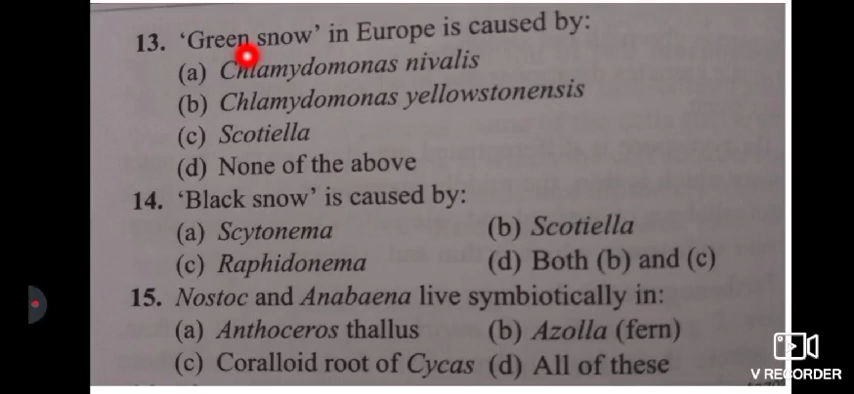 13. ‘Green snow’ in Europe is caused by:
(a) Chlamydomonas nivalis
(b) Chlamydomonas yellowstonensis
(c) Scotiella
(d) None of the above
14. ‘Black snow’ is caused by:
(a) Scytonema (b) Scotiella
(c) Raphidonema (d) Both (b) and (c)
15. Nostoc and Anabaena live symbiotically in:
(a) Anthoceros thallus (b) Azolla (fern)
(c) Coralloid root of Cycas (d) All of these
V RECORDER